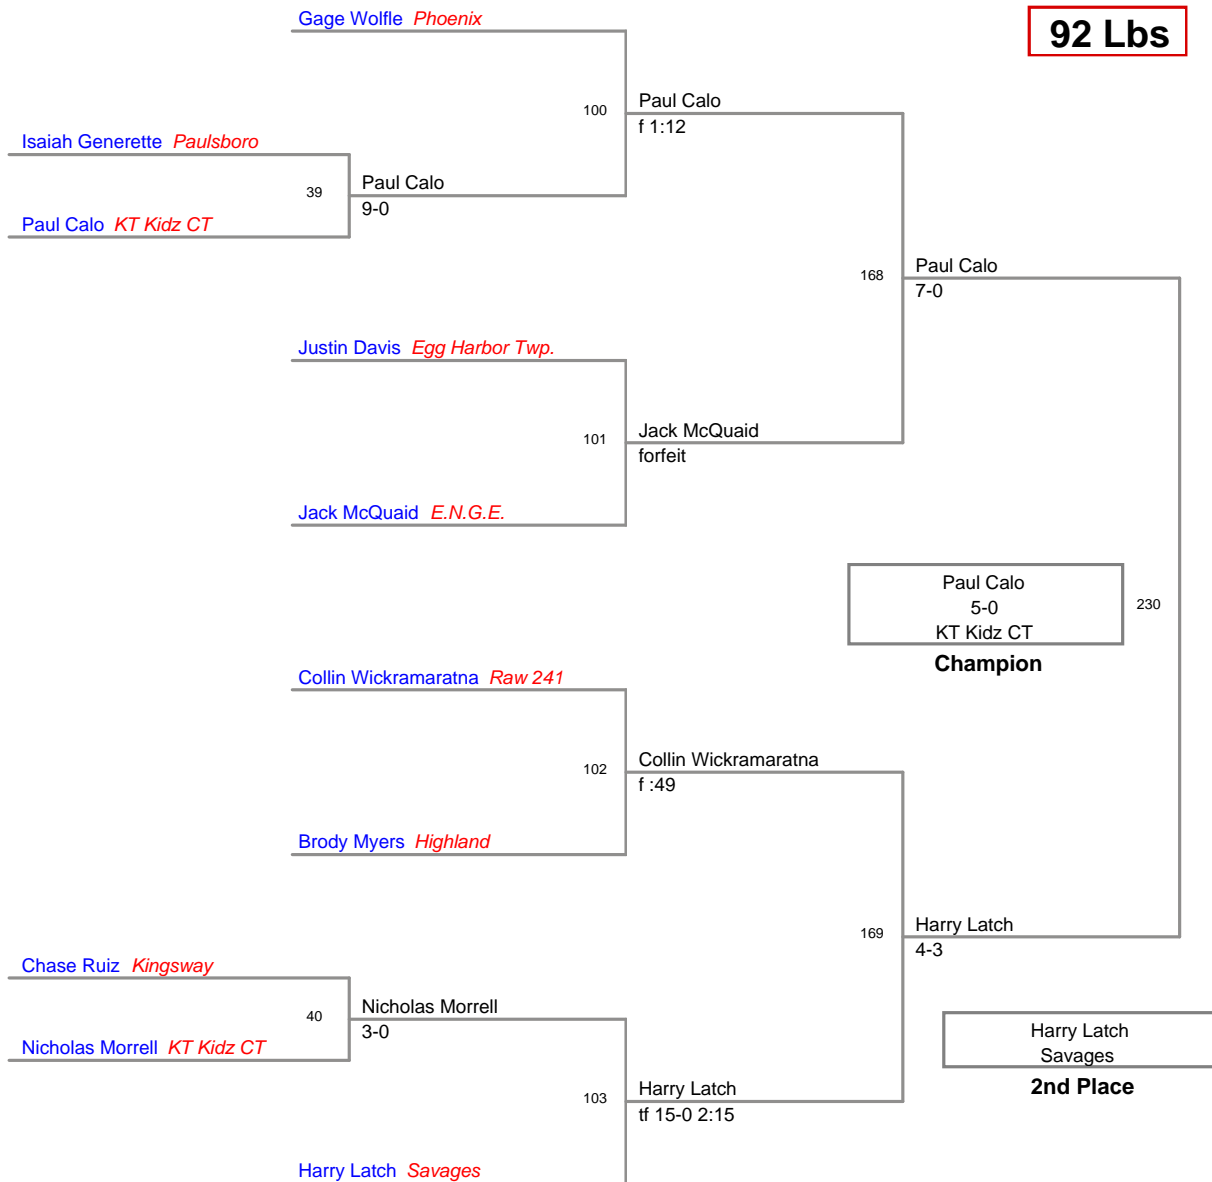 Gage Wolfle Phoenix
92 Lbs
100
Paul Calo
f 1:12
Isaiah Generette Paulsboro
39
Paul Calo
9-0
Paul Calo KT Kidz CT
168
Paul Calo
7-0
Justin Davis Egg Harbor Twp.
101
Jack McQuaid
forfeit
Jack McQuaid E.N.G.E.
Paul Calo
5-0
KT Kidz CT
230
Champion
Collin Wickramaratna Raw 241
102
Collin Wickramaratna
f :49
Brody Myers Highland
169
Harry Latch
4-3
Chase Ruiz Kingsway
40
Nicholas Morrell
3-0
Nicholas Morrell KT Kidz CT
Harry Latch
Savages
2nd Place
103
Harry Latch
tf 15-0 2:15
Harry Latch Savages